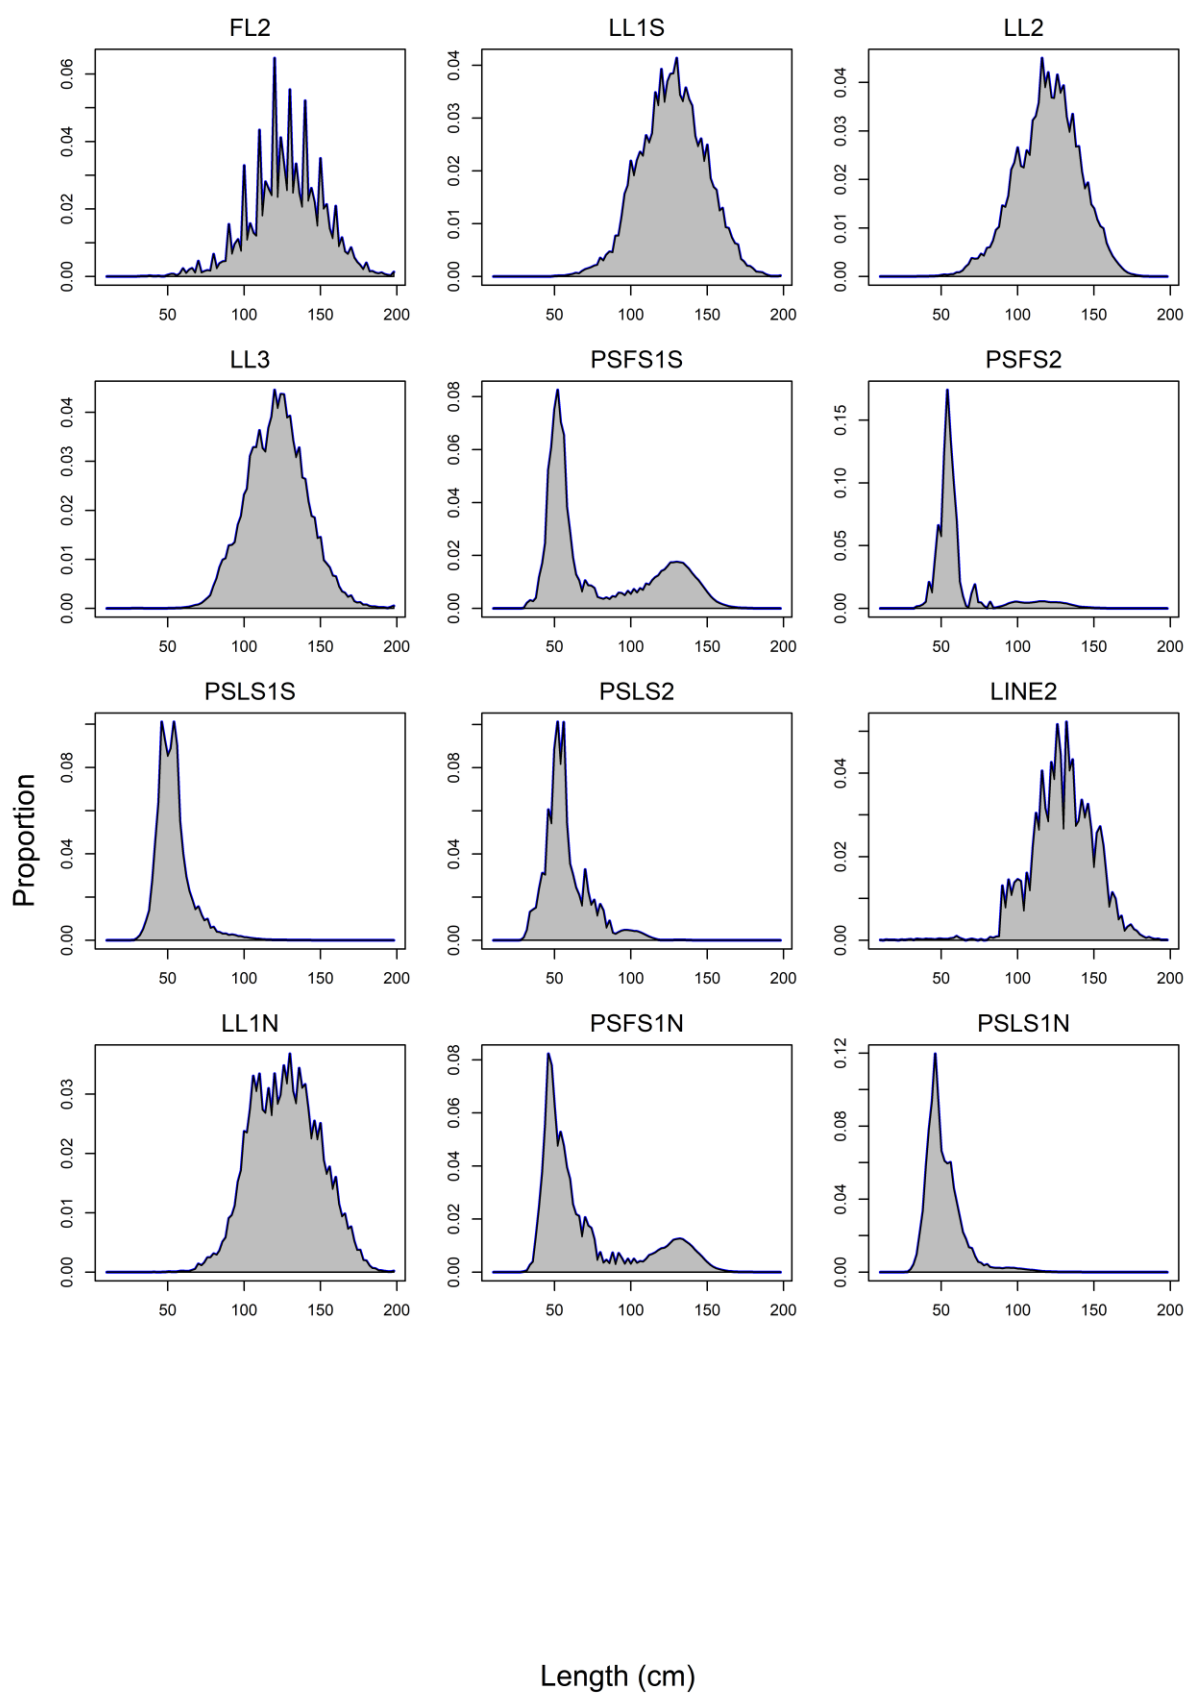 FL2 LL1S LL2
0.06 0.04 0.04
0.04 0.03 0.03
0.02 0.02 0.02
0.01 0.01
0.00 0.00 0.00
50 100 150 200 50 100 150 200 50 100 150 200
LL3 PSFS1S PSFS2
0.04 0.08 0.15
0.03 0.06 0.10
0.02 0.04 0.05
0.01 0.02
0.00 0.00 0.00
50 100 150 200 50 100 150 200 50 100 150 200
PSLS1S PSLS2 LINE2
0.08 0.08 0.04
0.04 0.04 0.02
0.00 0.00 0.00
50 100 150 200 50 100 150 200 50 100 150 200
Proportion
LL1N PSFS1N PSLS1N
0.03 0.08 0.12
0.02 0.06 0.08
0.01 0.04 0.04
0.02
0.00 0.00 0.00
50 100 150 200 50 100 150 200 50 100 150 200
Length (cm)